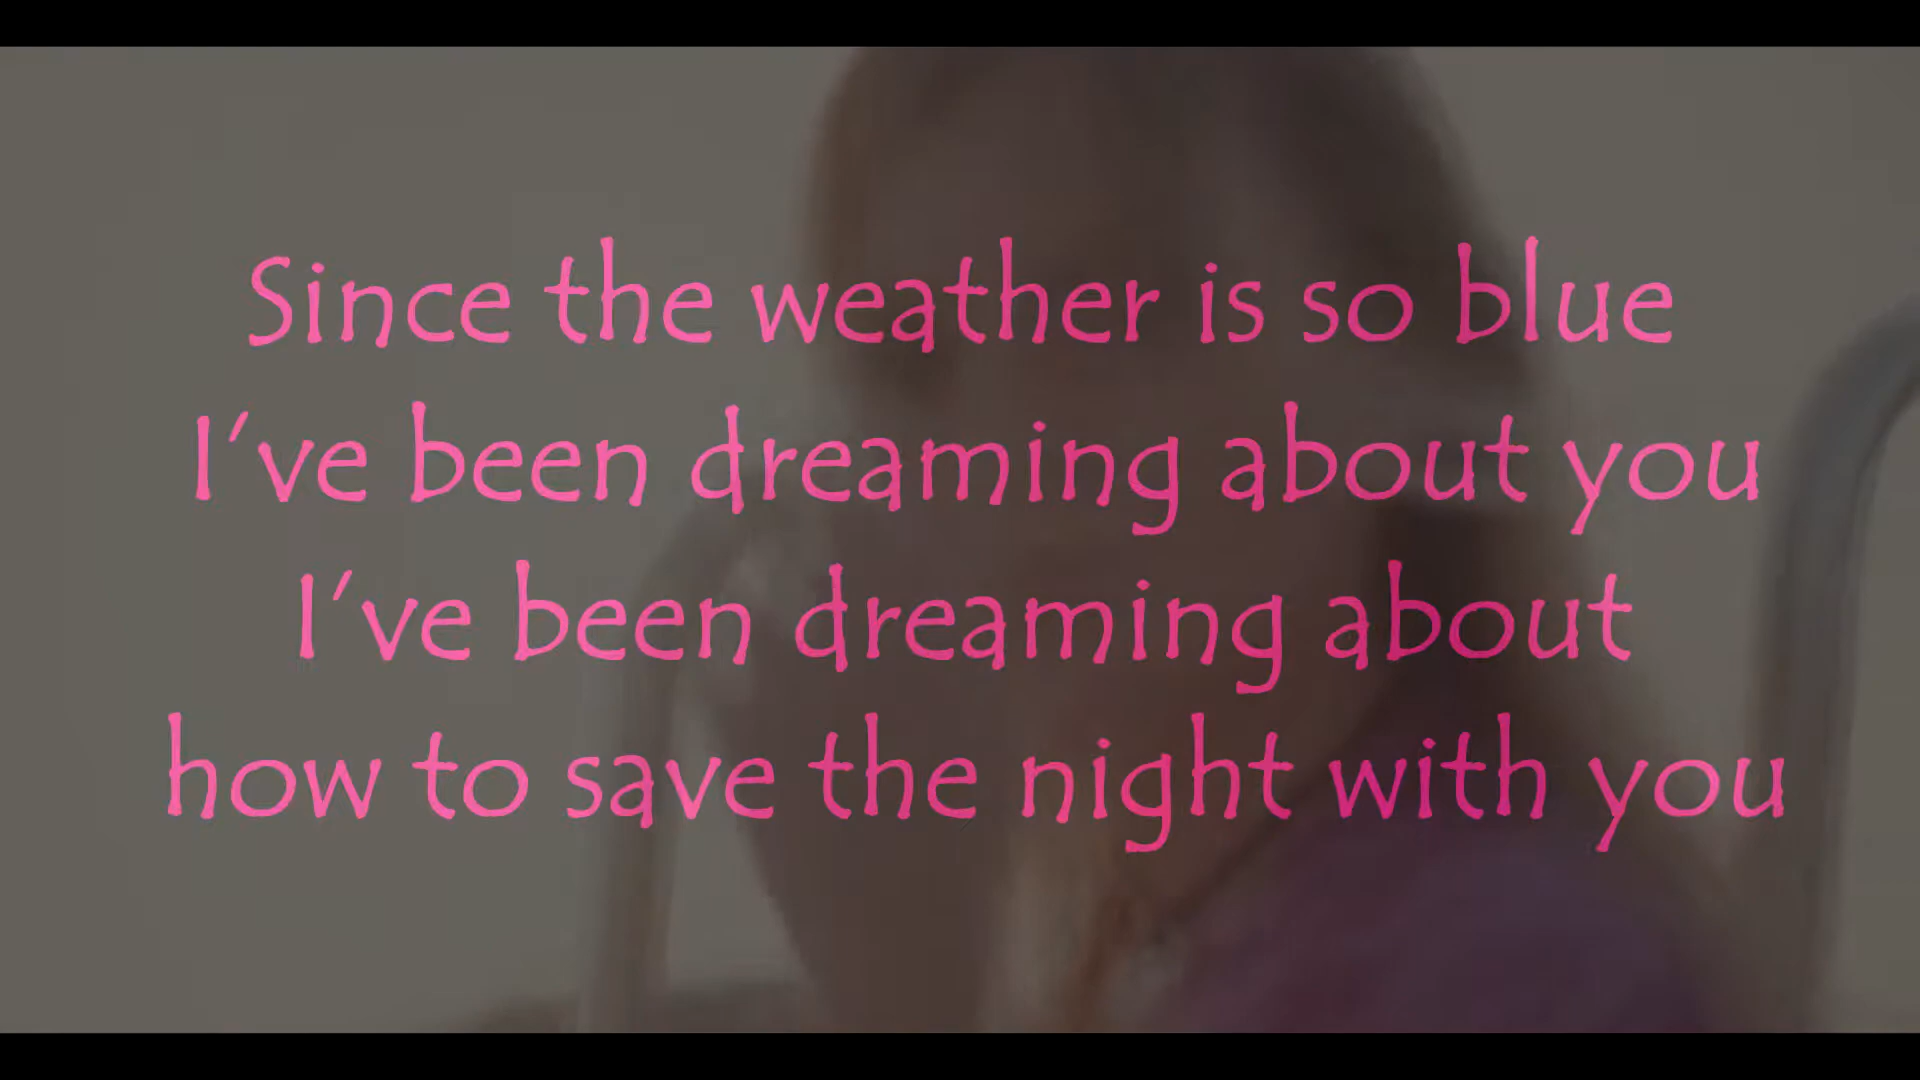 Since the weather is so blue
I've been dreaming about you
I've been dreaming about
how to save the night with you